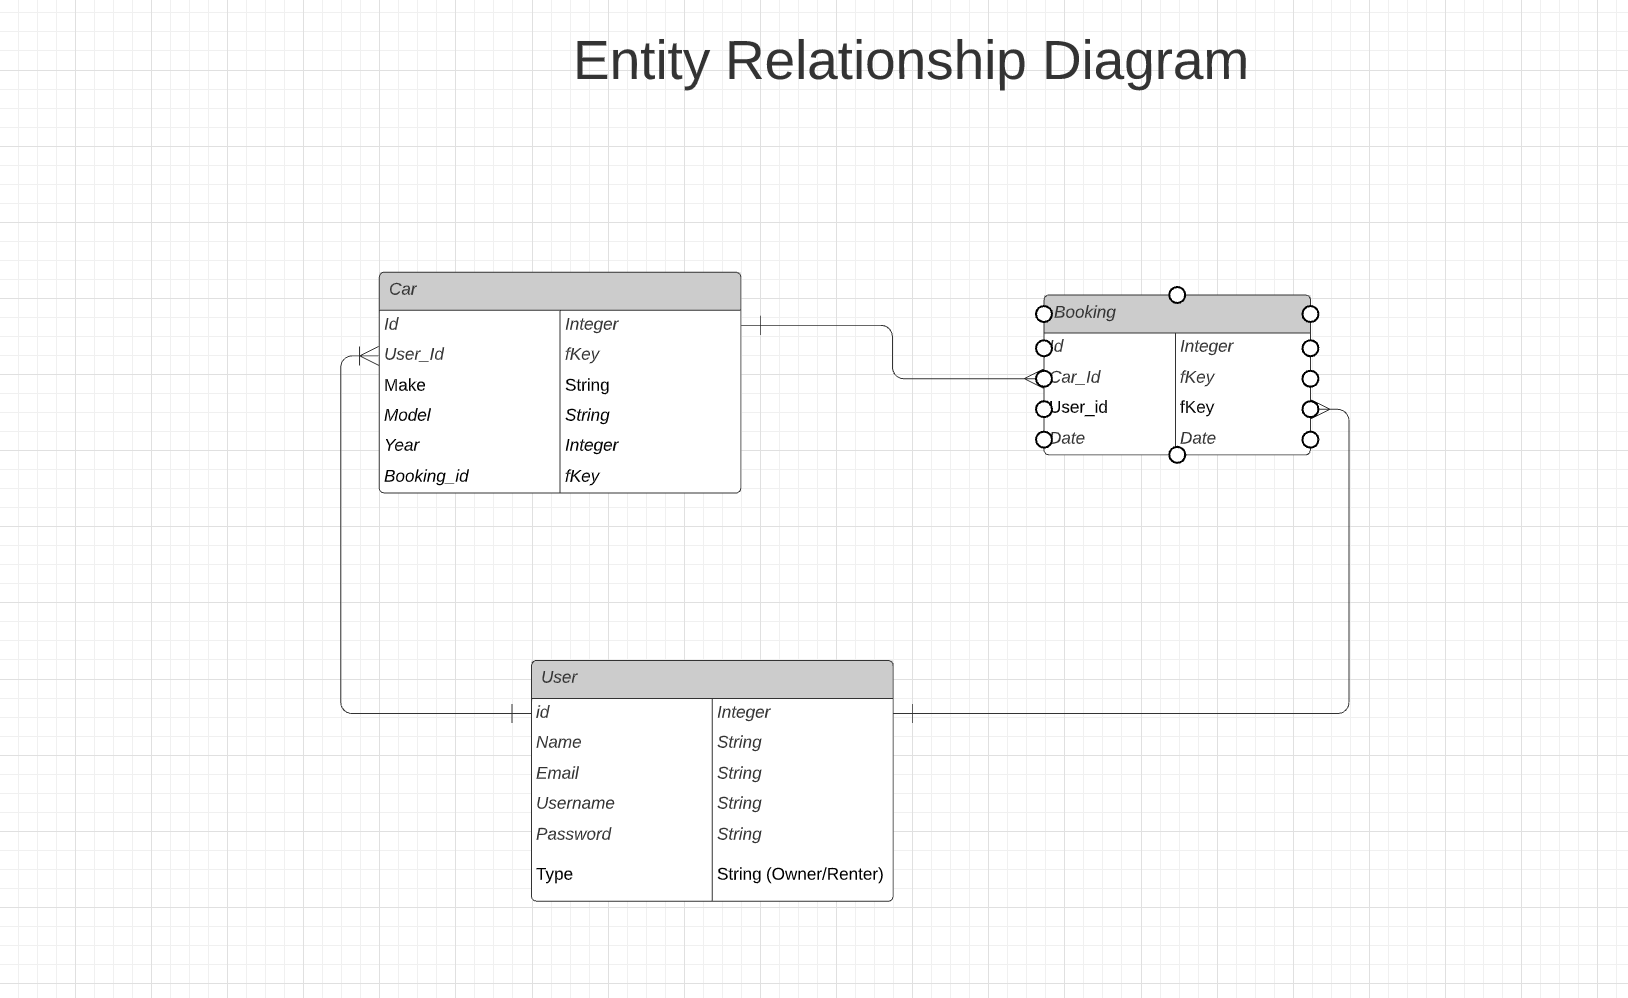 Entity Relationship Diagram
Car
Id Integer
User_Id fKey
Make String
Model String
Year Integer
Booking_id fKey
Booking
Id Integer
Car_Id fKey
User_id fKey
Date Date
User
id Integer
Name String
Email String
Username String
Password String
Type String (Owner/Renter)